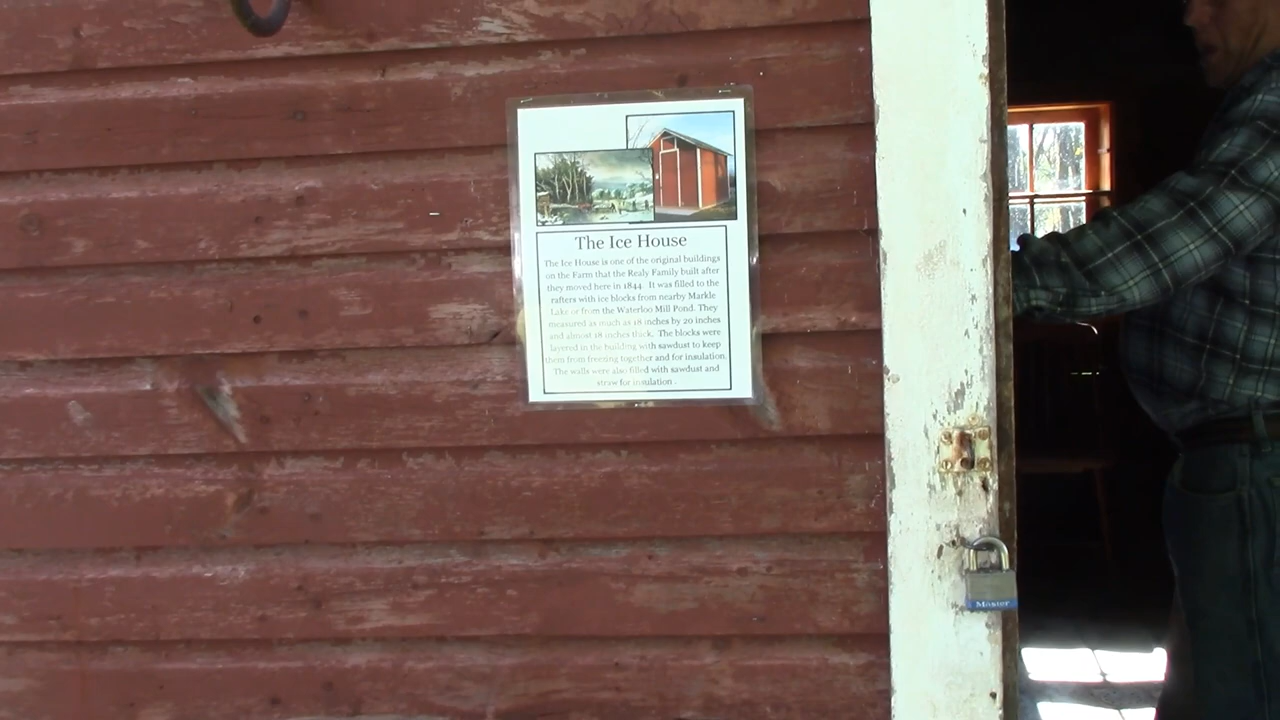 The Ice House
The Ice House is one of the original buildings
on the Farm that the Realy Family built after
they moved here in 1844. It was filled to the
rafters with ice blocks from nearby Markle
Lake or from the Waterloo Mill Pond. They
measured as much as 18 inches by 20 inches
and almost 18 inches thick. The blocks were
layered in the building with sawdust to keep
them from freezing together and for insulation.
The walls were also filled with sawdust and
straw for insulation .
Master